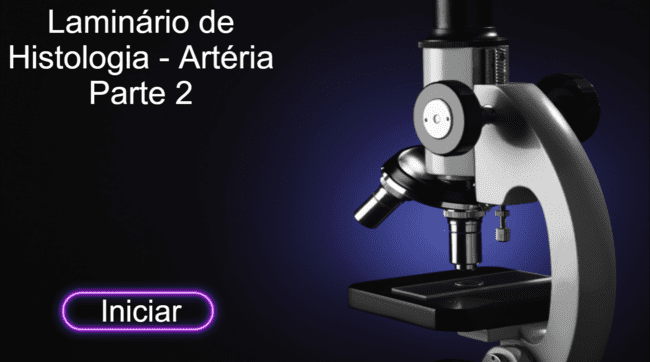 Laminário de
Histologia - Artéria
Parte 2
Iniciar